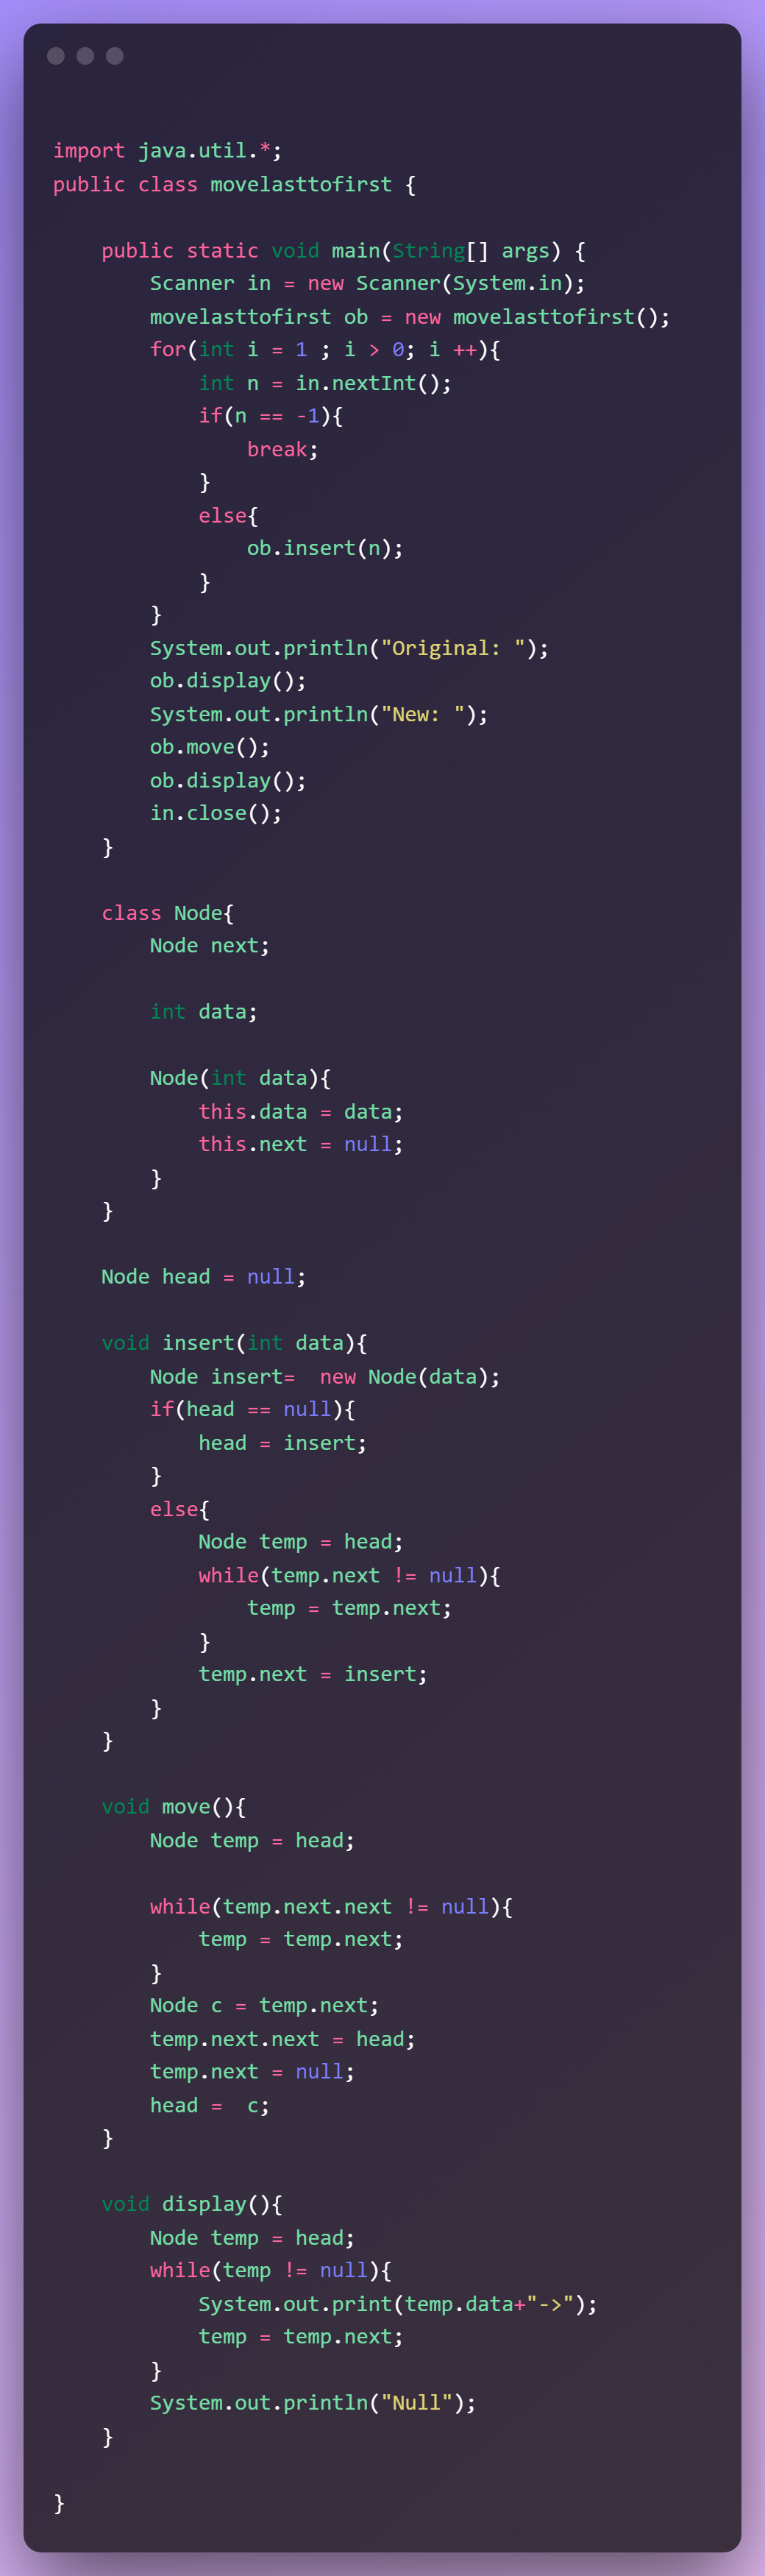 import java.util.*;
public class movelasttofirst {

    public static void main(String[] args) {
        Scanner in = new Scanner(System.in);
        movelasttofirst ob = new movelasttofirst();
        for(int i = 1 ; i > 0; i ++){
            int n = in.nextInt();
            if(n == -1){
                break;
            }
            else{
                ob.insert(n);
            }
        }
        System.out.println("Original: ");
        ob.display();
        System.out.println("New: ");
        ob.move();
        ob.display();
        in.close();
    }

    class Node{
        Node next;

        int data;

        Node(int data){
            this.data = data;
            this.next = null;
        }
    }

    Node head = null;

    void insert(int data){
        Node insert=  new Node(data);
        if(head == null){
            head = insert;
        }
        else{
            Node temp = head;
            while(temp.next != null){
                temp = temp.next;
            }
            temp.next = insert;
        }
    }

    void move(){
        Node temp = head;

        while(temp.next.next != null){
            temp = temp.next;
        }
        Node c = temp.next;
        temp.next.next = head;
        temp.next = null;
        head =  c;
    }

    void display(){
        Node temp = head;
        while(temp != null){
            System.out.print(temp.data+"->");
            temp = temp.next;
        }
        System.out.println("Null");
    }

}